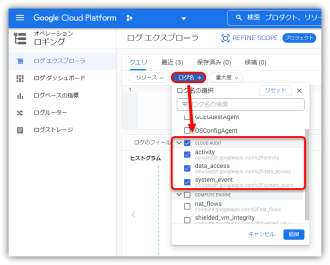 Google Cloud Platform
検索 プロダクト、リソー
オペレーション
ロギング
ログ エクスプローラ
REFINE SCOPE
プロジェクト
ログ エクスプローラ
ログ ダッシュボード
ログベースの指標
ログルーター
ログストレージ
クエリ
最近 (3)
保存済み (0)
候補 (0)
リソース
ログ名
重大度
1
ログ名の選択
リセット
ログ名の検索
GCEGuestAgent
OSConfigAgent
CLOUD AUDIT
activity
cloudaudit.googleapis.com%2Factivity
data_access
cloudaudit.googleapis.com%2Fdata_access
system_event
cloudaudit.googleapis.com%2Fsystem_event
COMPUTE ENGINE
nat_flows
compute.googleapis.com%2Fnat_flows
shielded_vm_integrity
キャンセル
追加
ログのフィール
ヒストグラム